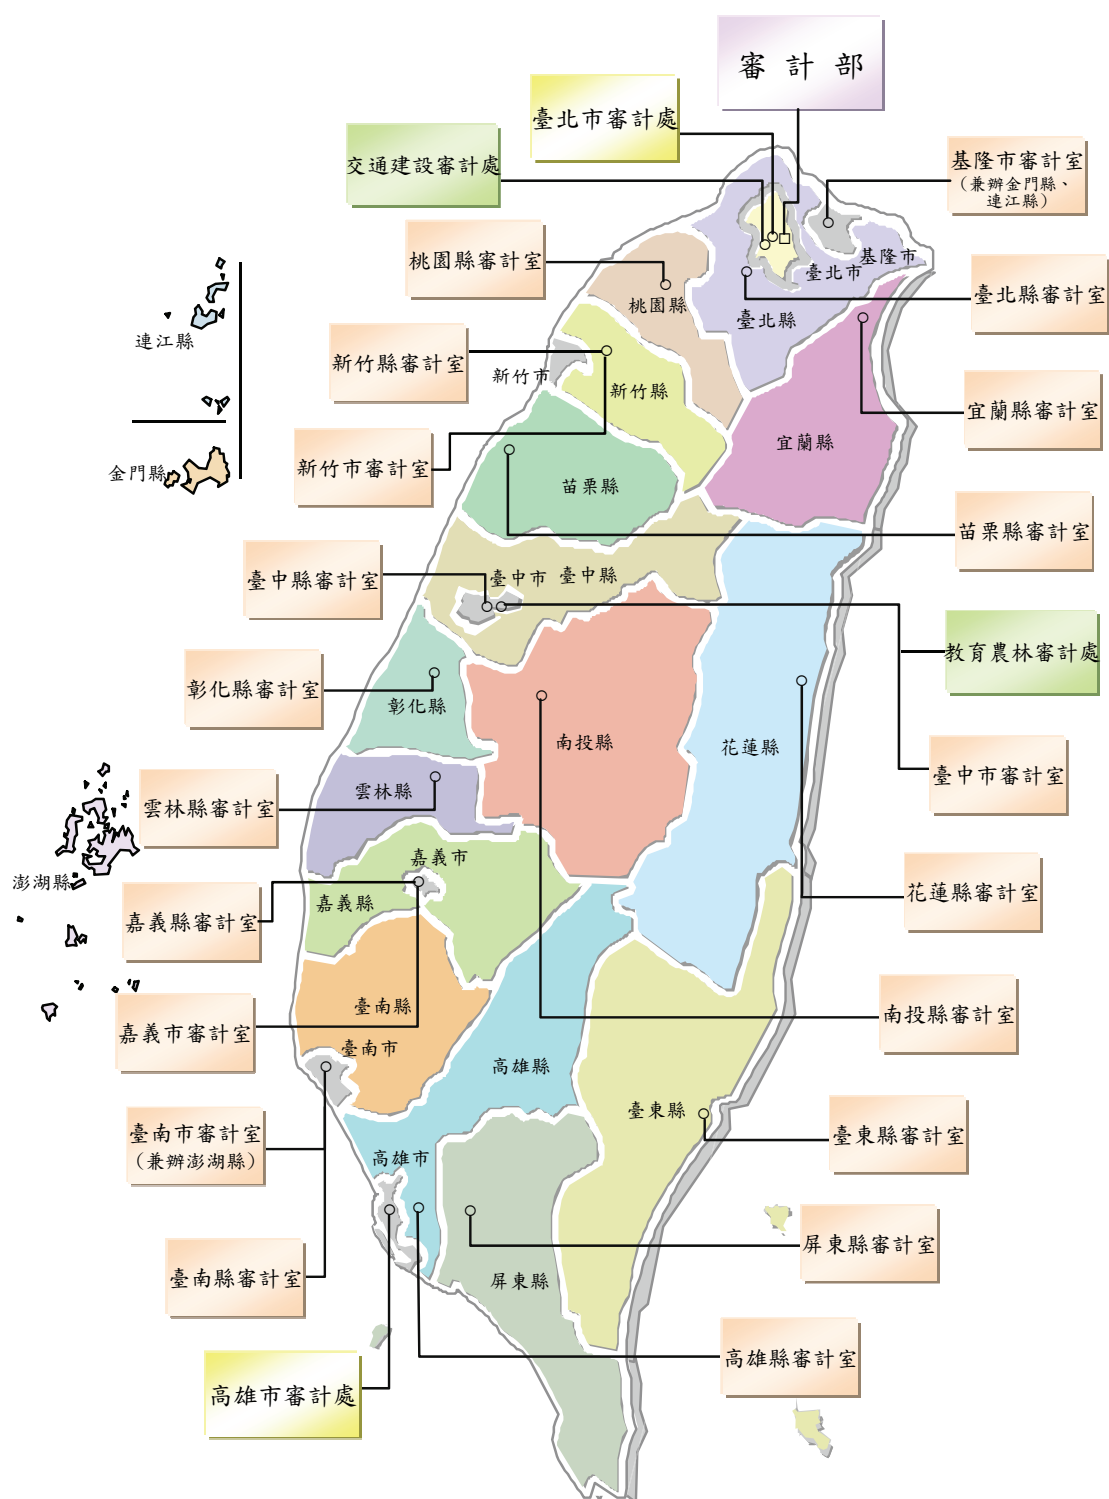 審計部
臺北市審計處
交通建設審計處
基隆市審計室
（兼辦金門縣、
連江縣）
桃園縣審計室
基隆市
臺北市
臺北縣審計室
桃園縣
臺北縣
連江縣
新竹縣審計室
新竹市
新竹縣
宜蘭縣審計室
宜蘭縣
金門縣
新竹市審計室
苗栗縣
苗栗縣審計室
臺中縣審計室
臺中市
臺中縣
教育農林審計處
彰化縣審計室
彰化縣
南投縣
花蓮縣
臺中市審計室
雲林縣審計室
雲林縣
嘉義市
澎湖縣
嘉義縣
花蓮縣審計室
嘉義縣審計室
臺南縣
南投縣審計室
嘉義市審計室
臺南市
高雄縣
臺東縣
臺南市審計室
（兼辦澎湖縣）
臺東縣審計室
高雄市
屏東縣審計室
臺南縣審計室
屏東縣
高雄縣審計室
高雄市審計處